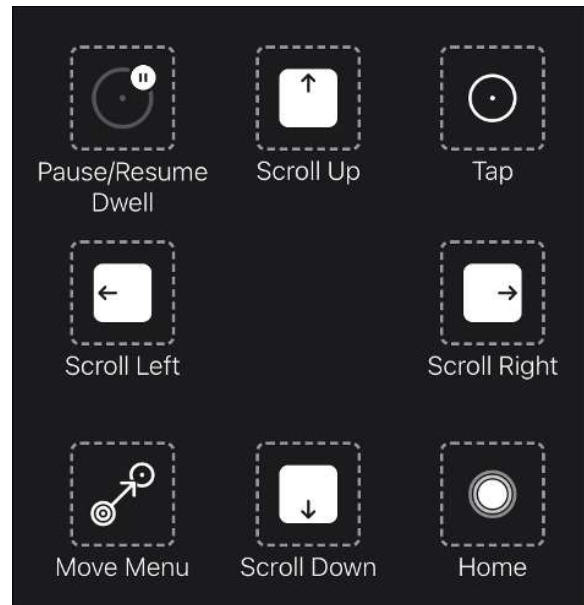 Pause/Resume
Dwell
Scroll Up
Tap
Scroll Left
Scroll Right
Move Menu
Scroll Down
Home